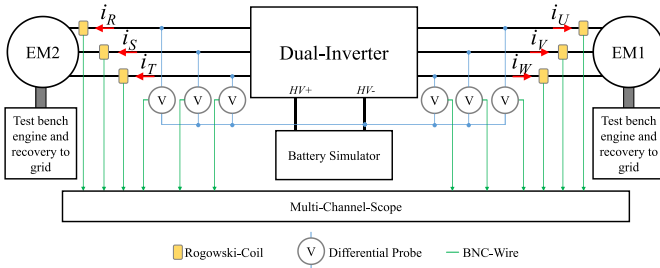 i_R
i_U
i_S
i_V
i_T
i_W
EM2
Dual-Inverter
EM1
HV+
HV-
V
V
V
V
V
V
Test bench
engine and
recovery to
grid
Battery Simulator
Test bench
engine and
recovery to
grid
Multi-Channel-Scope
Rogowski-Coil
V
Differential Probe
BNC-Wire